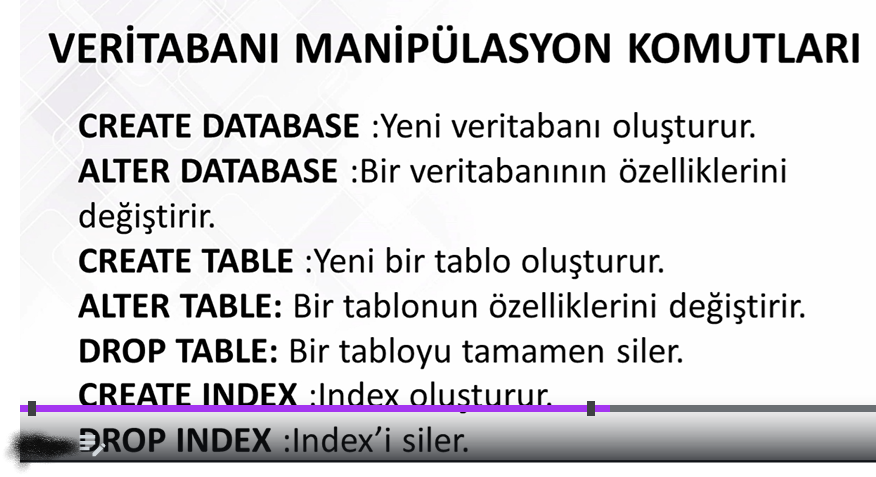 VERİTABANI MANİPÜLASYON KOMUTLARI
CREATE DATABASE :Yeni veritabanı oluşturur.
ALTER DATABASE :Bir veritabanının özelliklerini
değiştirir.
CREATE TABLE :Yeni bir tablo oluşturur.
ALTER TABLE: Bir tablonun özelliklerini değiştirir.
DROP TABLE: Bir tabloyu tamamen siler.
CREATE INDEX :Index oluşturur.
DROP INDEX :Index’i siler.